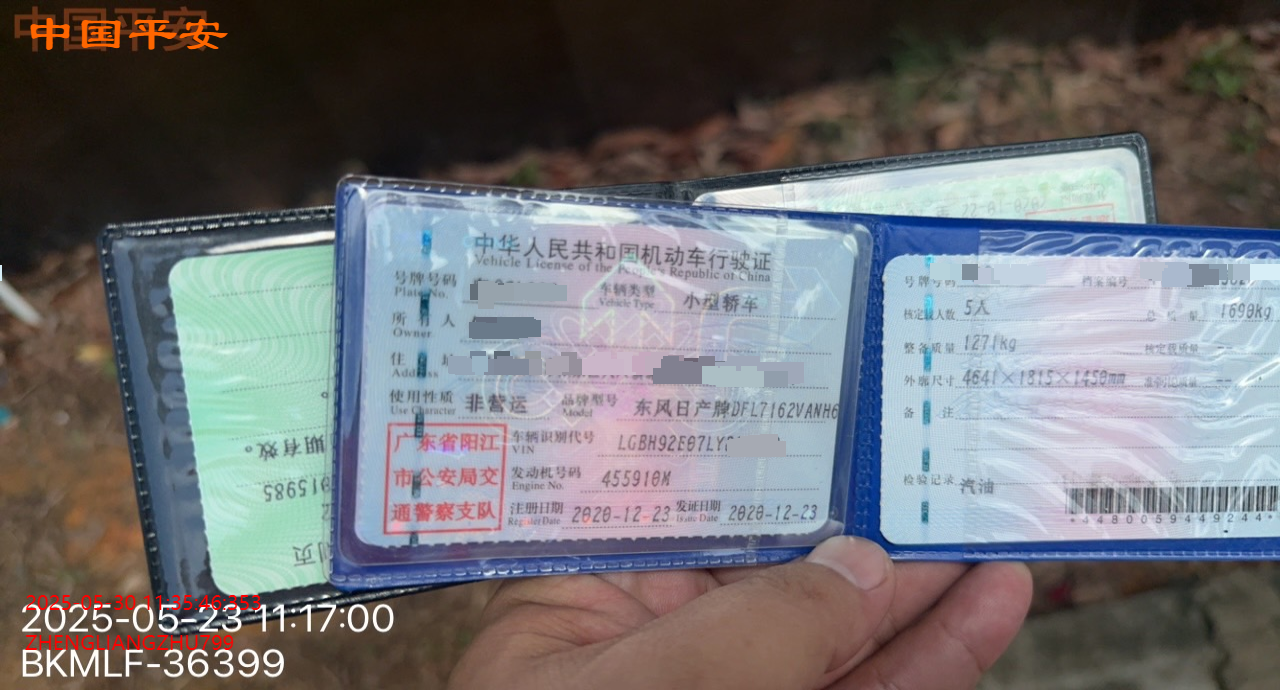 中国平安
中华人民共和国机动车行驶证
Vehicle License of the People's Republic of China
号牌号码
Plate No.
车辆类型 小型轿车
Vehicle Type
所有人
Owner
住址
Address
使用性质 非营运 品牌型号 东风日产牌DFL7162VANH6
Use Character Model
广东省阳江
市公安局交
通警察支队
车辆识别代号 LGBH92E07LY
VIN
发动机号码 455910M
Engine No.
注册日期 2020-12-23 发证日期 2020-12-23
Register Date Issue Date
号牌号码 档案编号
核定载人数 5人 总质量 1690kg
整备质量 1271kg 核定载质量 --
外廓尺寸 4641×1815×1450mm 准牵引质量 --
备注
检验记录 汽油
*4480059449244*
期有效。
015985
2025-05-30 11:35:46:353
2025-05-23 11:17:00
ZHENGLIANGZHU799
BKMLF-36399